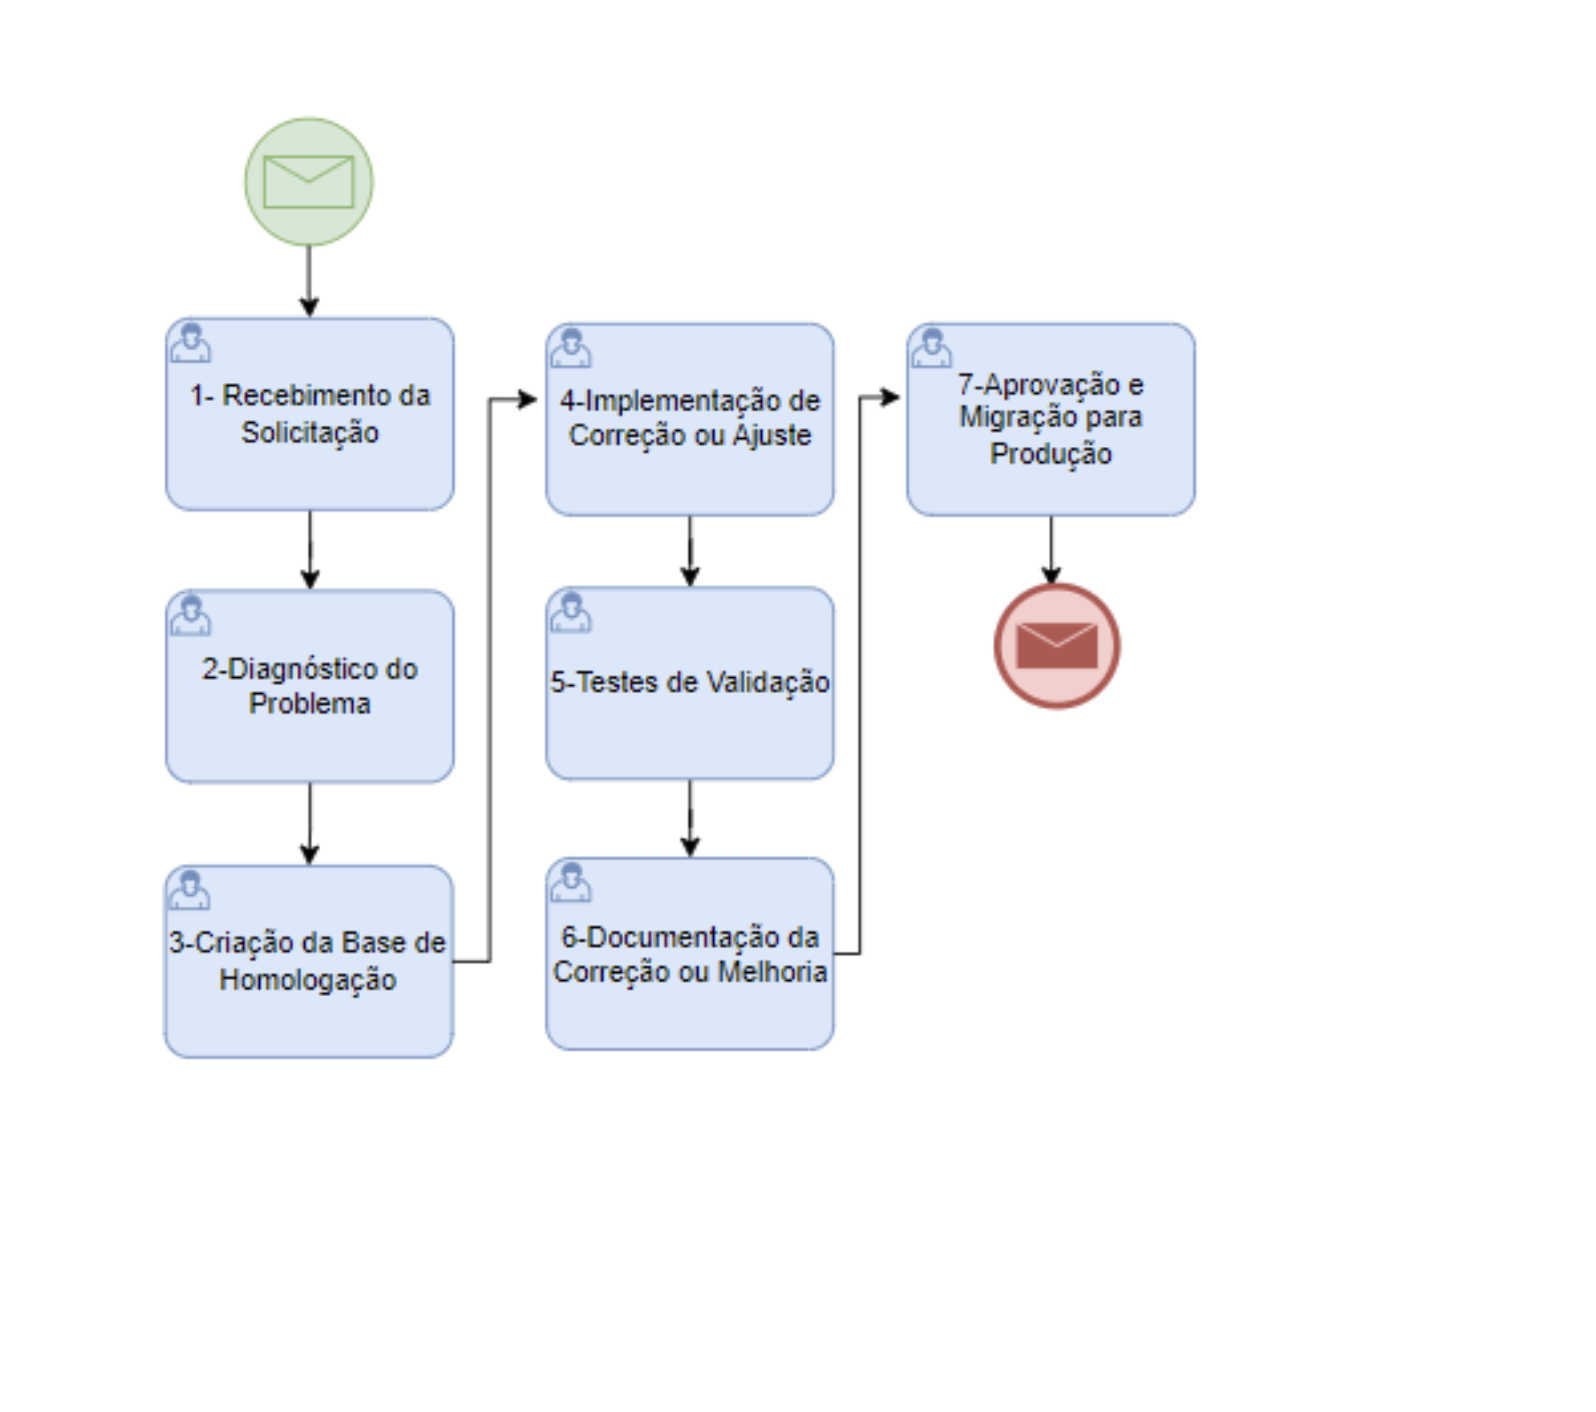 1- Recebimento da
Solicitação
2-Diagnóstico do
Problema
3-Criação da Base de
Homologação
4-Implementação de
Correção ou Ajuste
5-Testes de Validação
6-Documentação da
Correção ou Melhoria
7-Aprovação e
Migração para
Produção